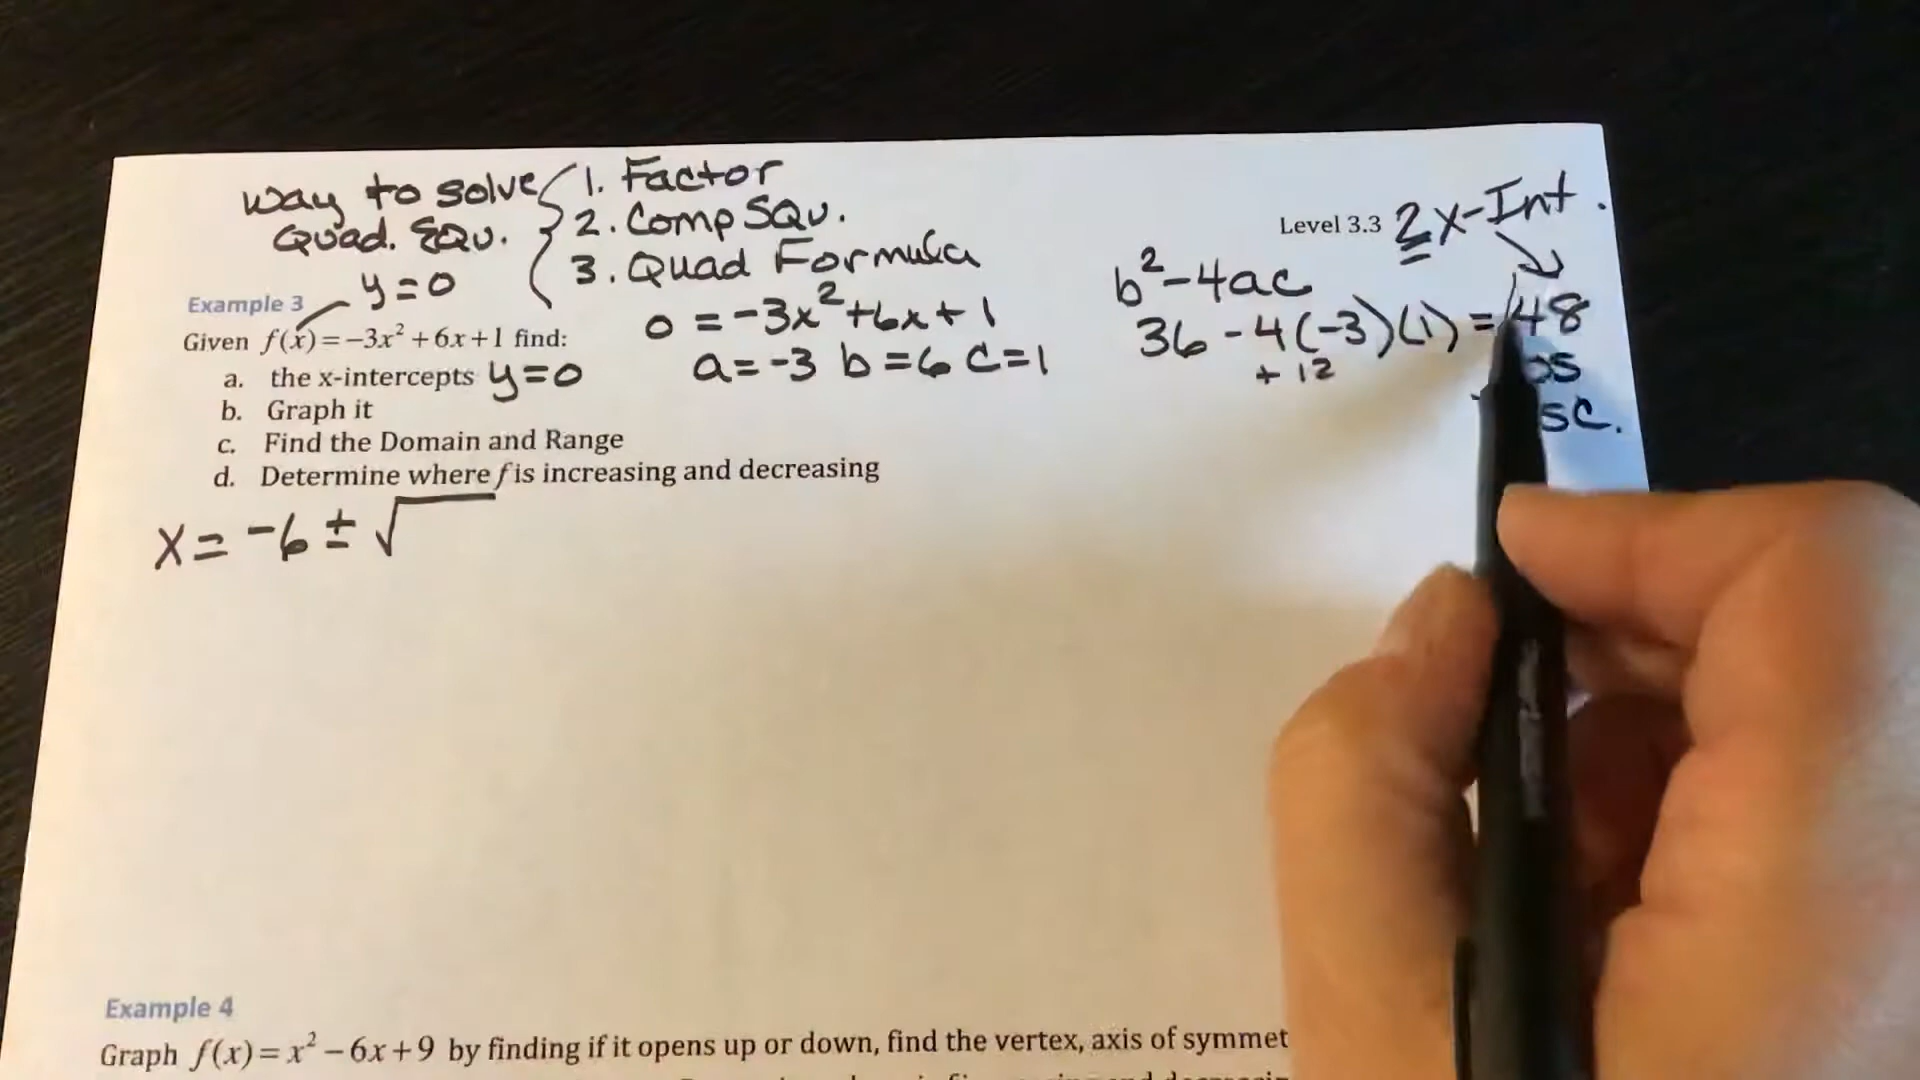 Way to solve 1. Factor
Quad. Equ. 2. Comp Squ.
3. Quad Formula
Level 3.3 2 x-Int.
y=0
b²-4ac
Example 3
0 = -3x²+6x+1
36 - 4(-3)(1) = 48
Given f(x)=−3x²+6x+1 find:
+12
a. the x-intercepts y=0
a=-3 b=6 c=1
b. Graph it
c. Find the Domain and Range
d. Determine where f is increasing and decreasing
x = -6 ± √
Example 4
Graph f(x)=x²−6x+9 by finding if it opens up or down, find the vertex, axis of symmet